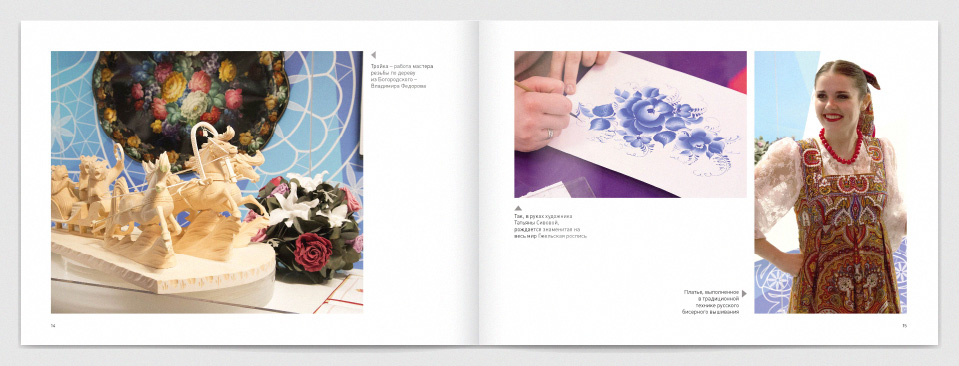 Тройка – работа мастера
резьбы по дереву
из Богородского –
Владимира Федорова
14
Так, в руках художника
Татьяны Сивовой,
рождается знаменитая на
весь мир Гжельская роспись
Платье, выполненное
в традиционной
технике русского
бисерного вышивания
15